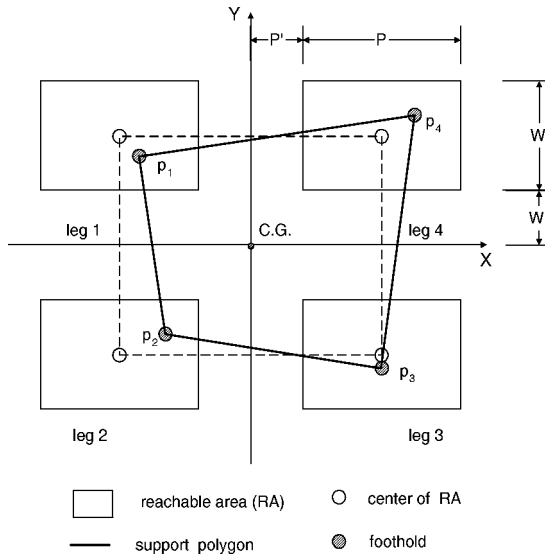 Y
P'
P
W
p4
p1
W
leg 1
C.G.
leg 4
X
p2
p3
leg 2
leg 3
reachable area (RA)
center of RA
support polygon
foothold